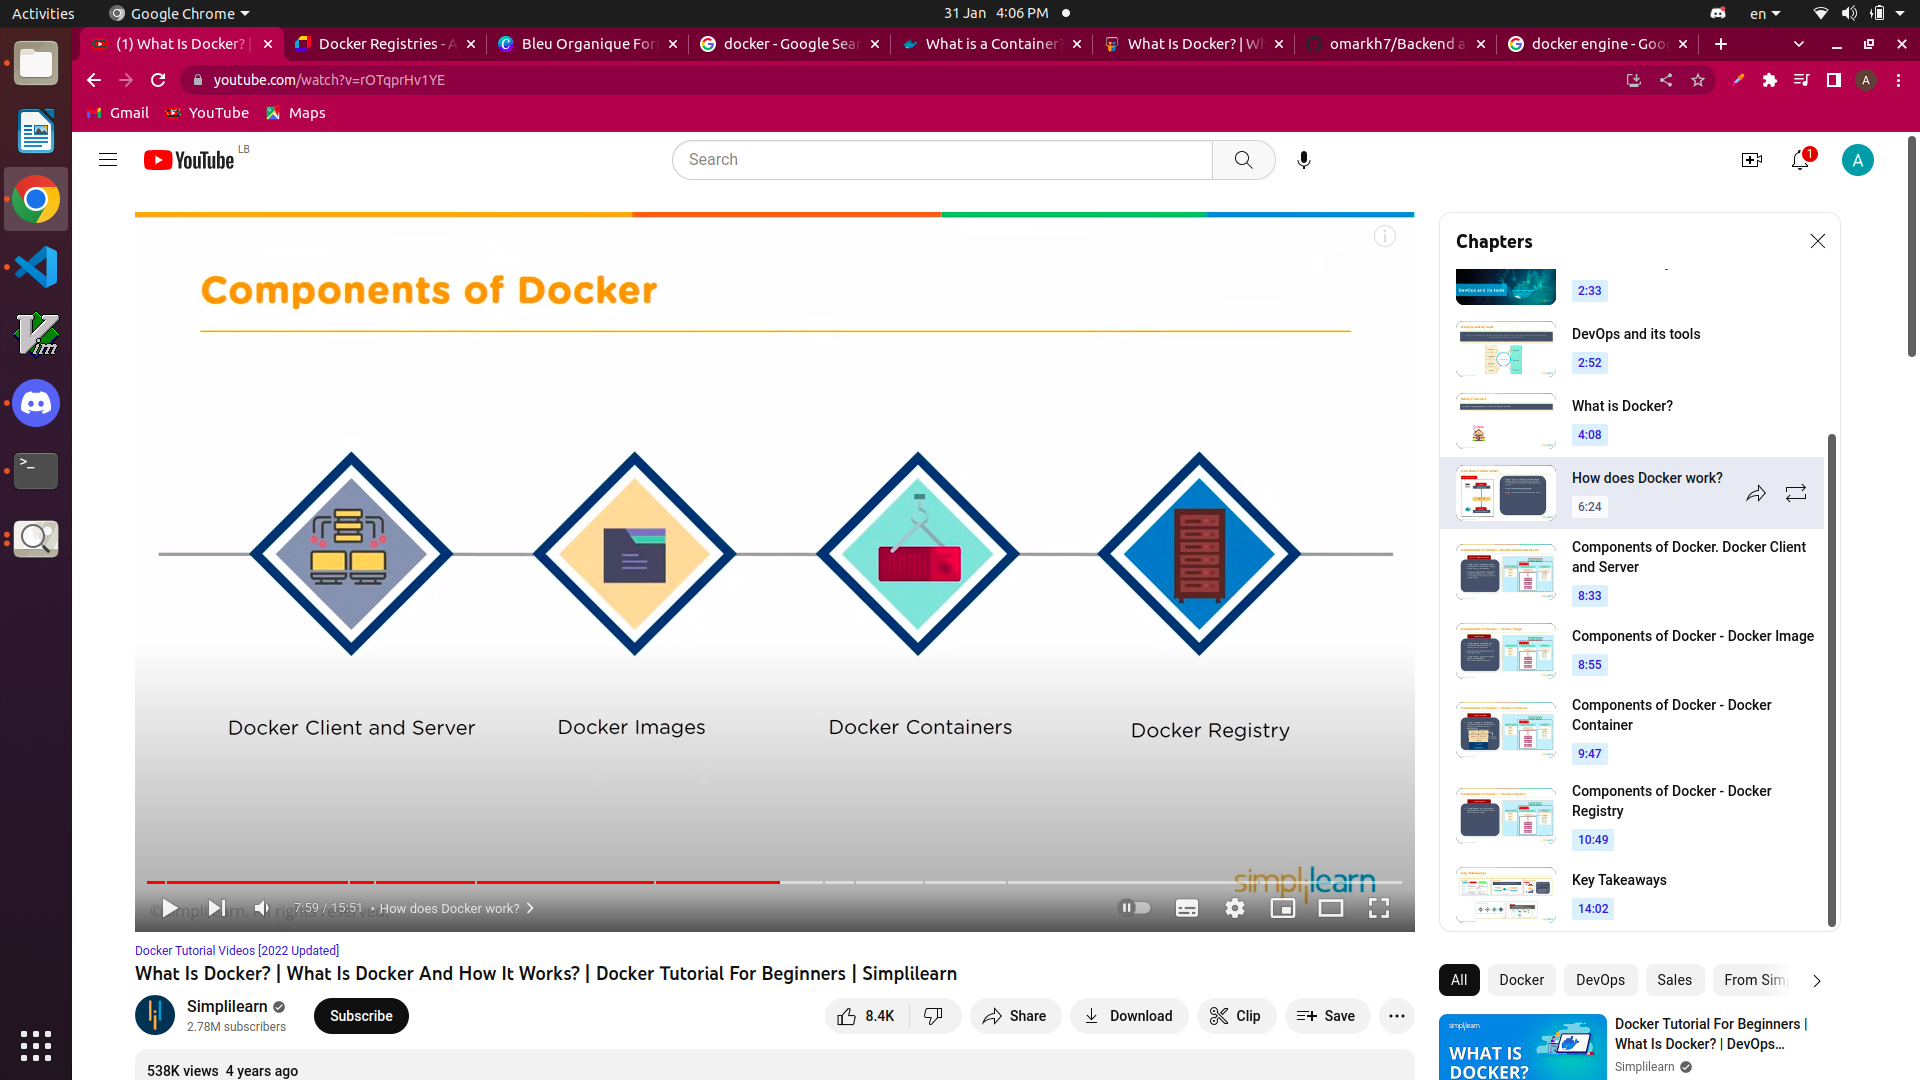 Activities
Google Chrome
31 Jan 4:06 PM
en
(1) What Is Docker? |
Docker Registries - A
Bleu Organique For
docker - Google Sear
What is a Container?
What Is Docker? | Wh
omarkh7/Backend a
docker engine - Goog
youtube.com/watch?v=rOTqprHv1YE
A
Gmail
YouTube
Maps
YouTube
LB
Search
1
A
Components of Docker
i
Docker Client and Server
Docker Images
Docker Containers
Docker Registry
simplilearn
7:59 / 15:51 • How does Docker work?
Chapters
2:33
DevOps and its tools
2:52
What is Docker?
4:08
How does Docker work?
6:24
Components of Docker. Docker Client
and Server
8:33
Components of Docker - Docker Image
8:55
Components of Docker - Docker
Container
9:47
Components of Docker - Docker
Registry
10:49
Key Takeaways
14:02
Docker Tutorial Videos [2022 Updated]
What Is Docker? | What Is Docker And How It Works? | Docker Tutorial For Beginners | Simplilearn
Simplilearn
2.78M subscribers
Subscribe
8.4K
Share
Download
Clip
Save
538K views 4 years ago
All
Docker
DevOps
Sales
From Sim
simplilearn
WHAT IS
DOCKER?
Docker Tutorial For Beginners |
What Is Docker? | DevOps...
Simplilearn